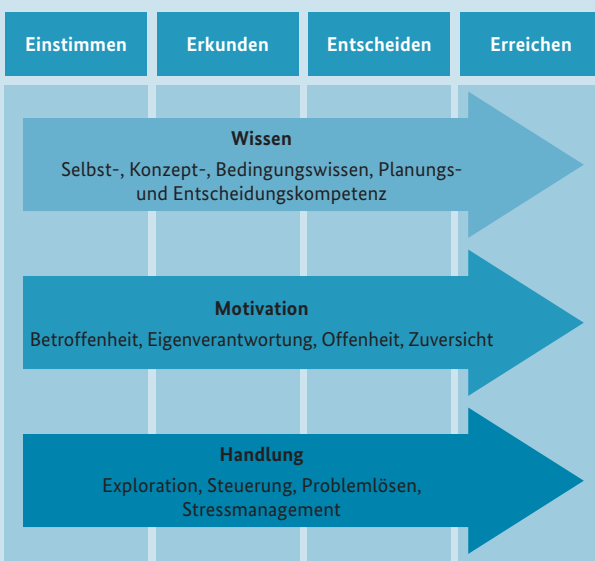 Einstimmen
Erkunden
Entscheiden
Erreichen
Wissen
Selbst-, Konzept-, Bedingungswissen, Planungs-
und Entscheidungskompetenz
Motivation
Betroffenheit, Eigenverantwortung, Offenheit, Zuversicht
Handlung
Exploration, Steuerung, Problemlösen,
Stressmanagement